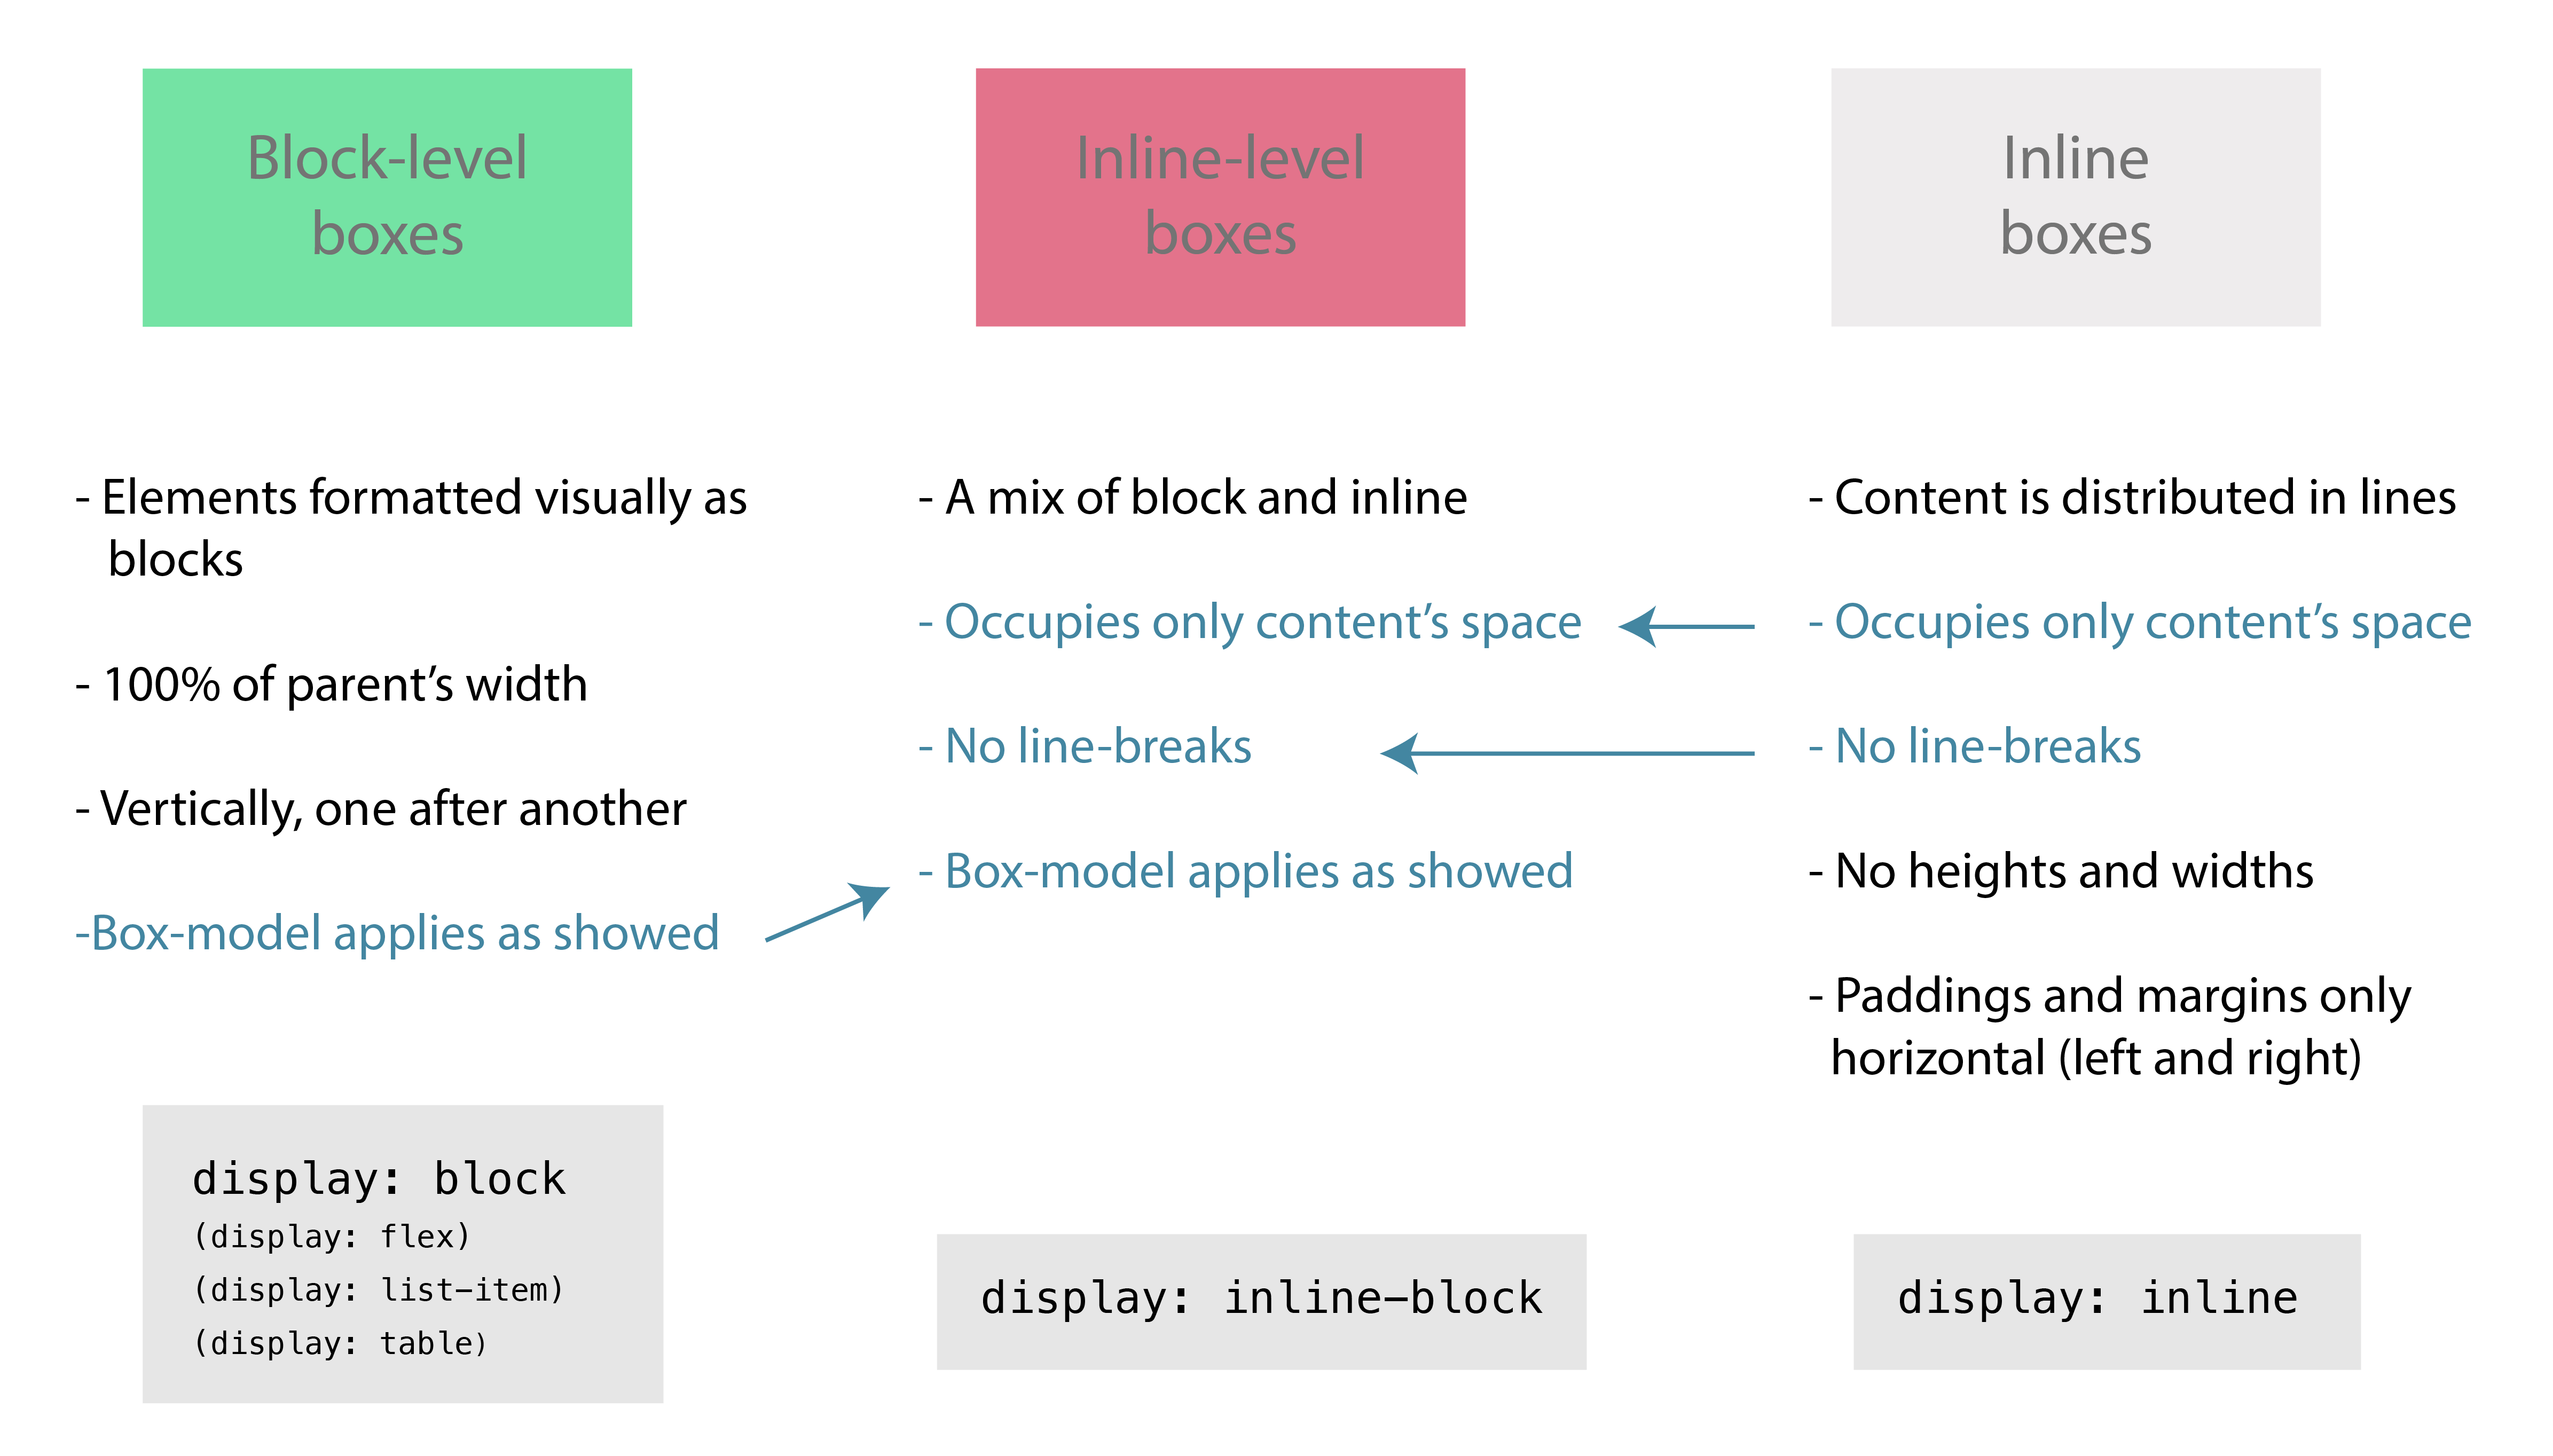 Block-level
boxes
- Elements formatted visually as
blocks
- 100% of parent’s width
- Vertically, one after another
-Box-model applies as showed
display: block
(display: flex)
(display: list-item)
(display: table)
Inline-level
boxes
- A mix of block and inline
- Occupies only content’s space
- No line-breaks
- Box-model applies as showed
display: inline-block
Inline
boxes
- Content is distributed in lines
- Occupies only content’s space
- No line-breaks
- No heights and widths
- Paddings and margins only
horizontal (left and right)
display: inline